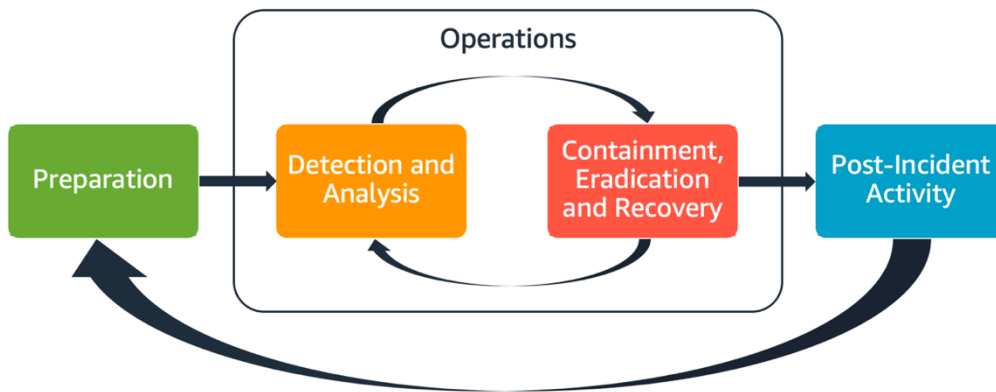 Operations
Preparation
Detection and
Analysis
Containment,
Eradication
and Recovery
Post-Incident
Activity